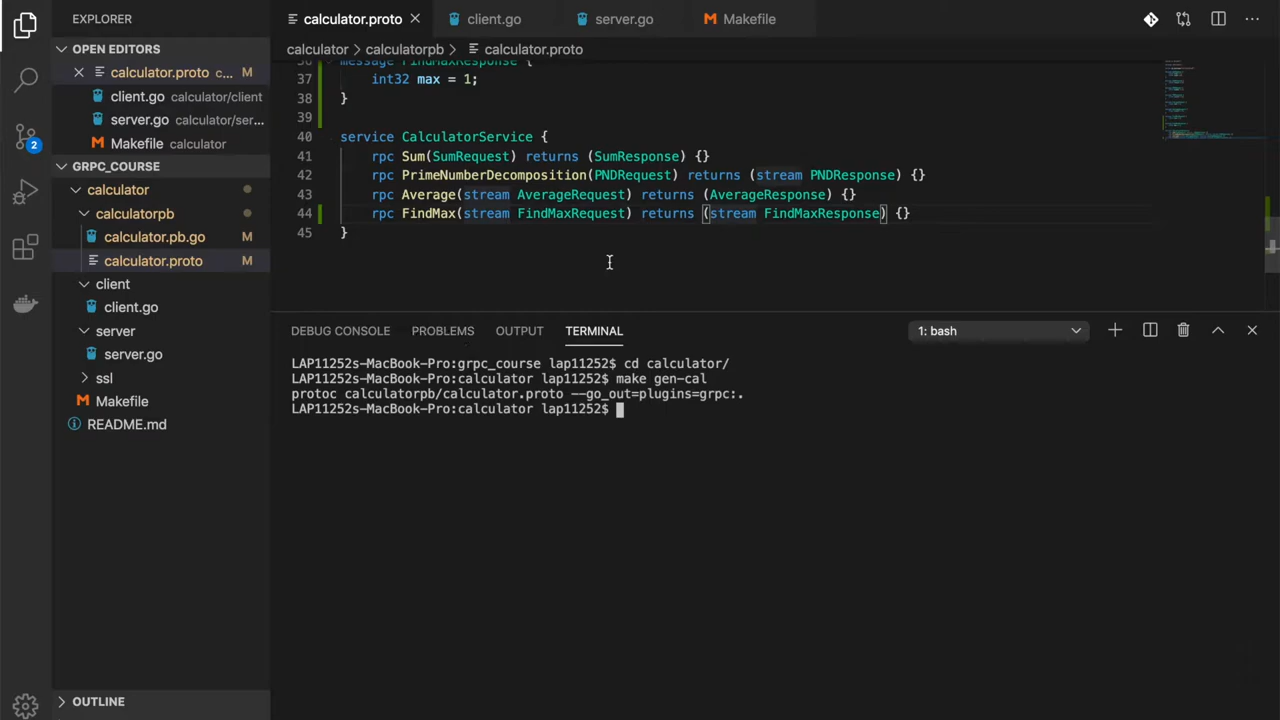 EXPLORER
calculator.proto
client.go
server.go
Makefile
OPEN EDITORS
calculator.proto c... M
client.go calculator/client
server.go calculator/ser...
Makefile calculator
GRPC_COURSE
calculator
calculatorpb
calculator.pb.go M
calculator.proto M
client
client.go
server
server.go
ssl
Makefile
README.md
OUTLINE
2
calculator > calculatorpb > calculator.proto
36 message FindMaxResponse {
37 int32 max = 1;
38 }
39
40 service CalculatorService {
41 rpc Sum(SumRequest) returns (SumResponse) {}
42 rpc PrimeNumberDecomposition(PNDRequest) returns (stream PNDResponse) {}
43 rpc Average(stream AverageRequest) returns (AverageResponse) {}
44 rpc FindMax(stream FindMaxRequest) returns (stream FindMaxResponse) {}
45 }
DEBUG CONSOLE PROBLEMS OUTPUT TERMINAL 1: bash
LAP11252s-MacBook-Pro:grpc_course lap11252$ cd calculator/
LAP11252s-MacBook-Pro:calculator lap11252$ make gen-cal
protoc calculatorpb/calculator.proto --go_out=plugins=grpc:.
LAP11252s-MacBook-Pro:calculator lap11252$